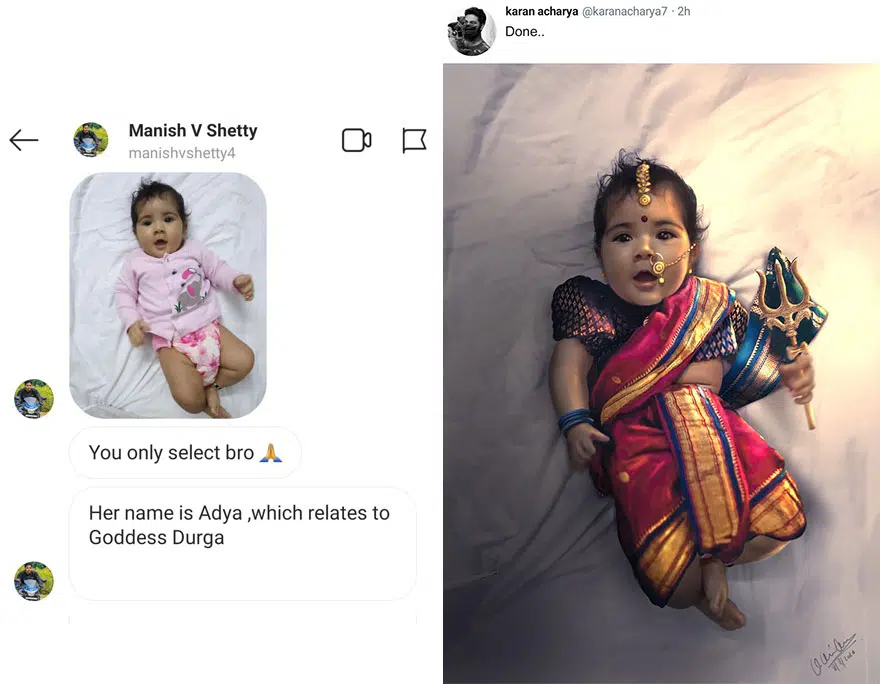 Manish V Shetty
manishvshetty4
You only select bro 🙏
Her name is Adya ,which relates to
Goddess Durga
karan acharya @karanacharya7 · 2h
Done..